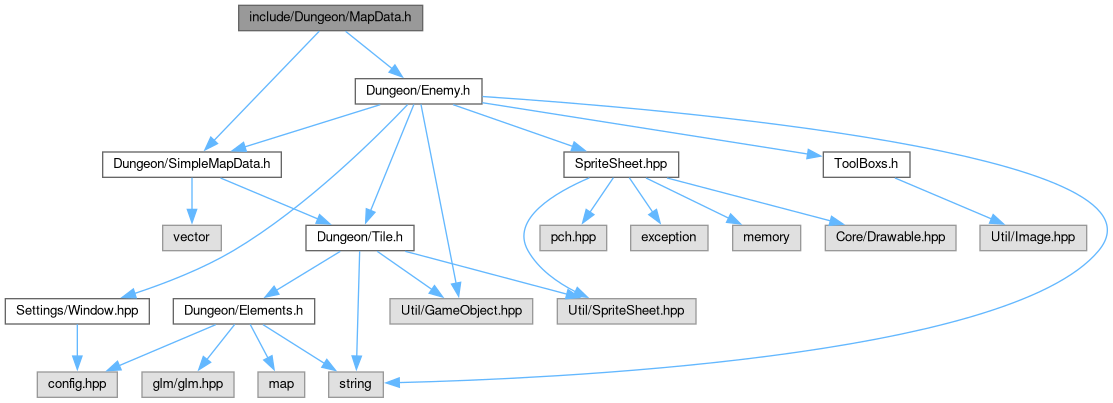 include/Dungeon/MapData.h
Dungeon/Enemy.h
Dungeon/SimpleMapData.h
SpriteSheet.hpp
ToolBoxs.h
vector
Dungeon/Tile.h
pch.hpp
exception
memory
Core/Drawable.hpp
Util/Image.hpp
Settings/Window.hpp
Dungeon/Elements.h
Util/GameObject.hpp
Util/SpriteSheet.hpp
config.hpp
glm/glm.hpp
map
string